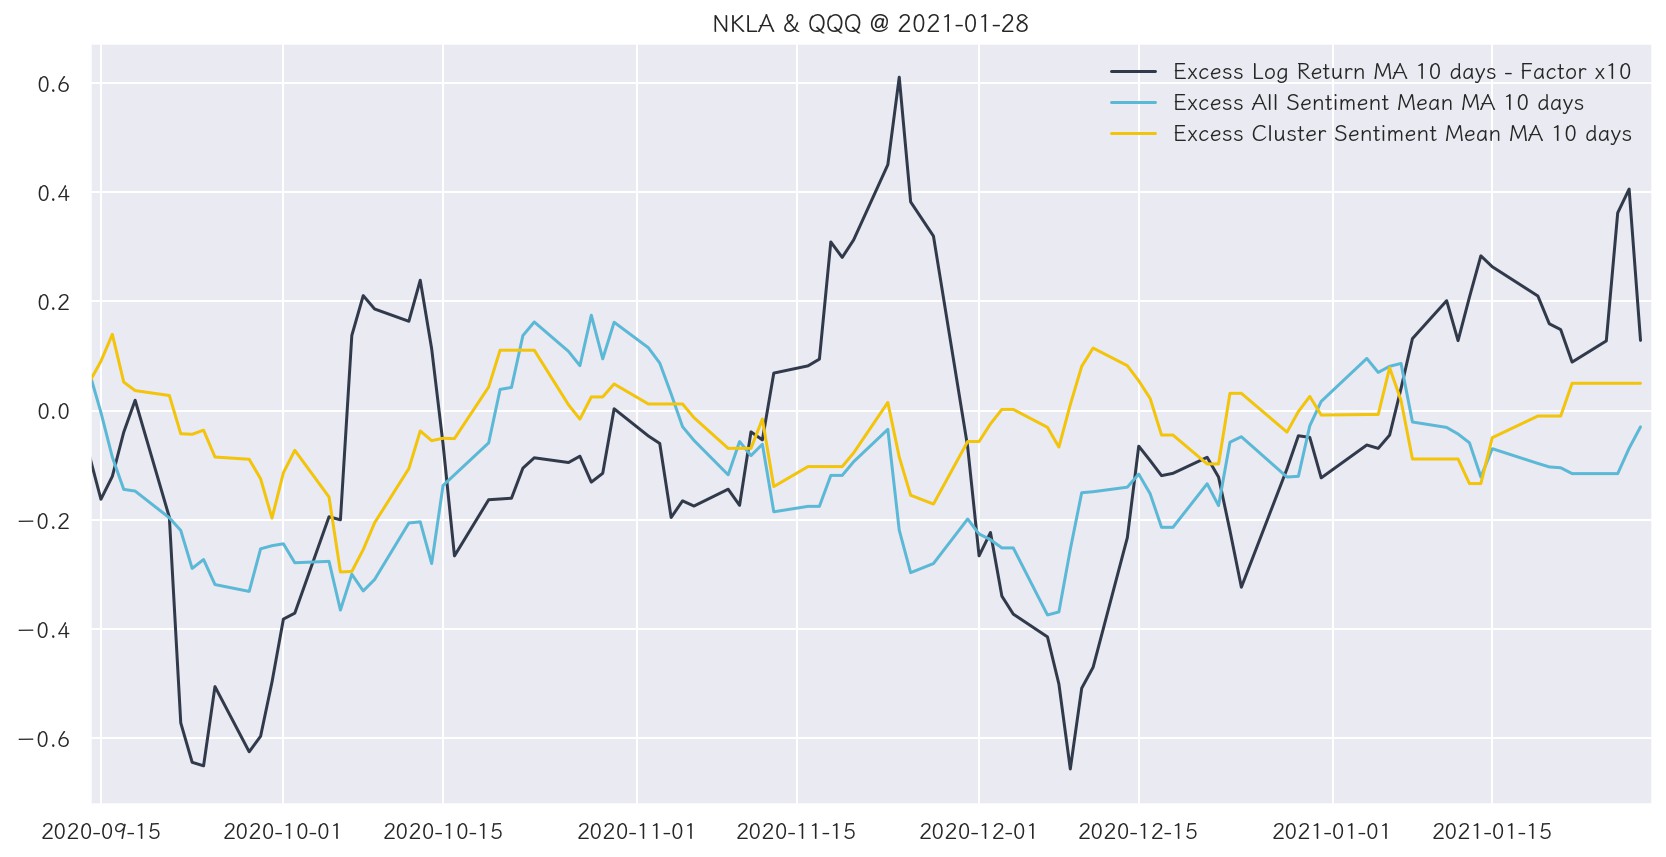 NKLA & QQQ @ 2021-01-28
Excess Log Return MA 10 days - Factor x10
Excess All Sentiment Mean MA 10 days
Excess Cluster Sentiment Mean MA 10 days
0.6
0.4
0.2
0.0
−0.2
−0.4
−0.6
2020-09-15 2020-10-01 2020-10-15 2020-11-01 2020-11-15 2020-12-01 2020-12-15 2021-01-01 2021-01-15